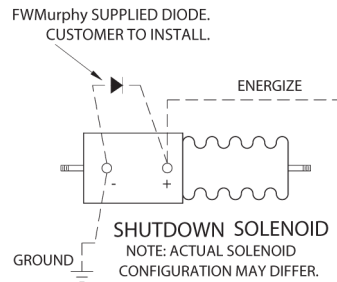 FWMurphy SUPPLIED DIODE.
CUSTOMER TO INSTALL.
ENERGIZE
- +
SHUTDOWN SOLENOID
NOTE: ACTUAL SOLENOID
GROUND
CONFIGURATION MAY DIFFER.